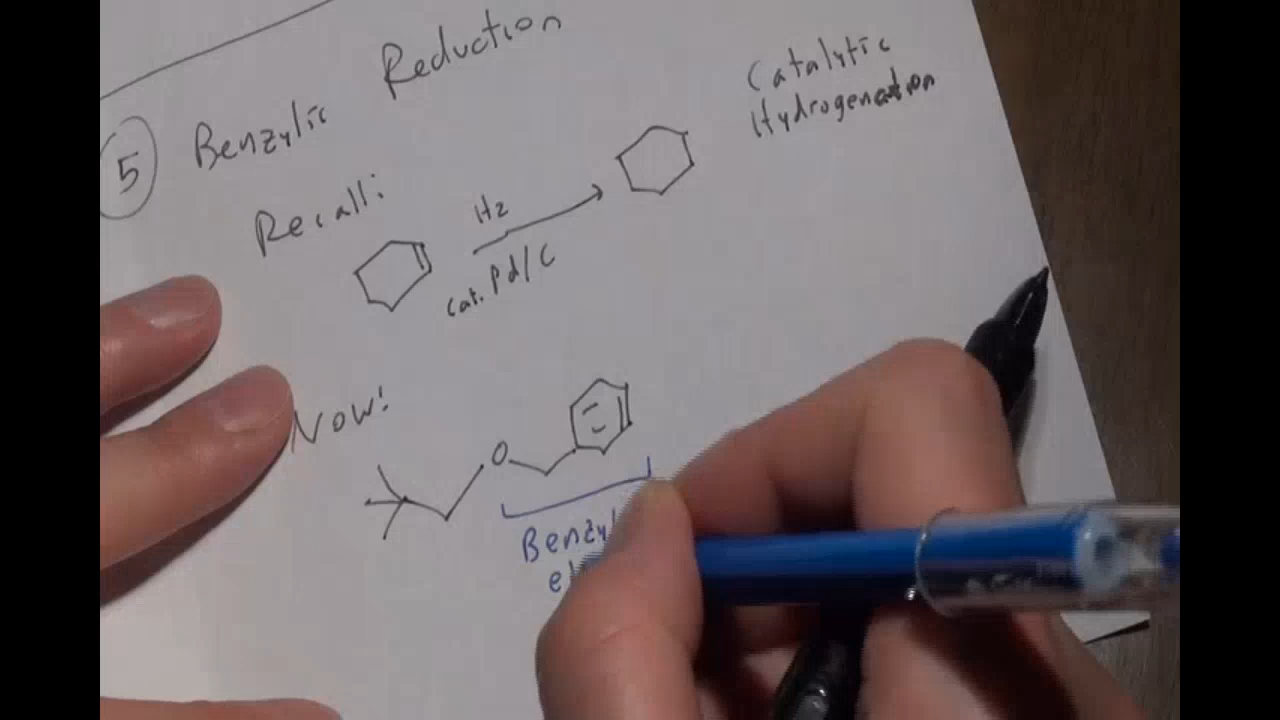 5 Benzylic Reduction
Recall:
H2
cat. Pd/C
Catalytic
Hydrogenation
Now!
O